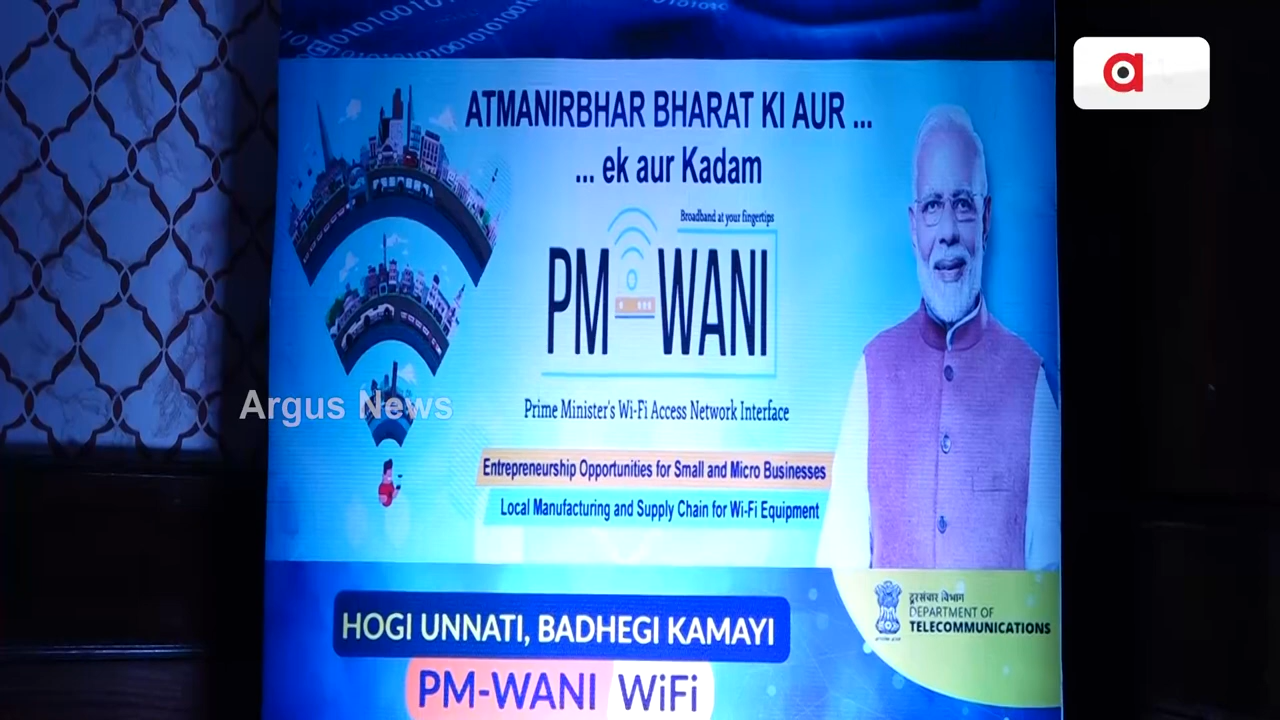 ATMANIRBHAR BHARAT KI AUR ...
... ek aur Kadam
Broadband at your fingertips
PM WANI
Prime Minister's Wi-Fi Access Network Interface
Entrepreneurship Opportunities for Small and Micro Businesses
Local Manufacturing and Supply Chain for Wi-Fi Equipment
HOGI UNNATI, BADHEGI KAMAYI
PM-WANI WiFi
दूरसंचार विभाग
DEPARTMENT OF
TELECOMMUNICATIONS
Argus News
a